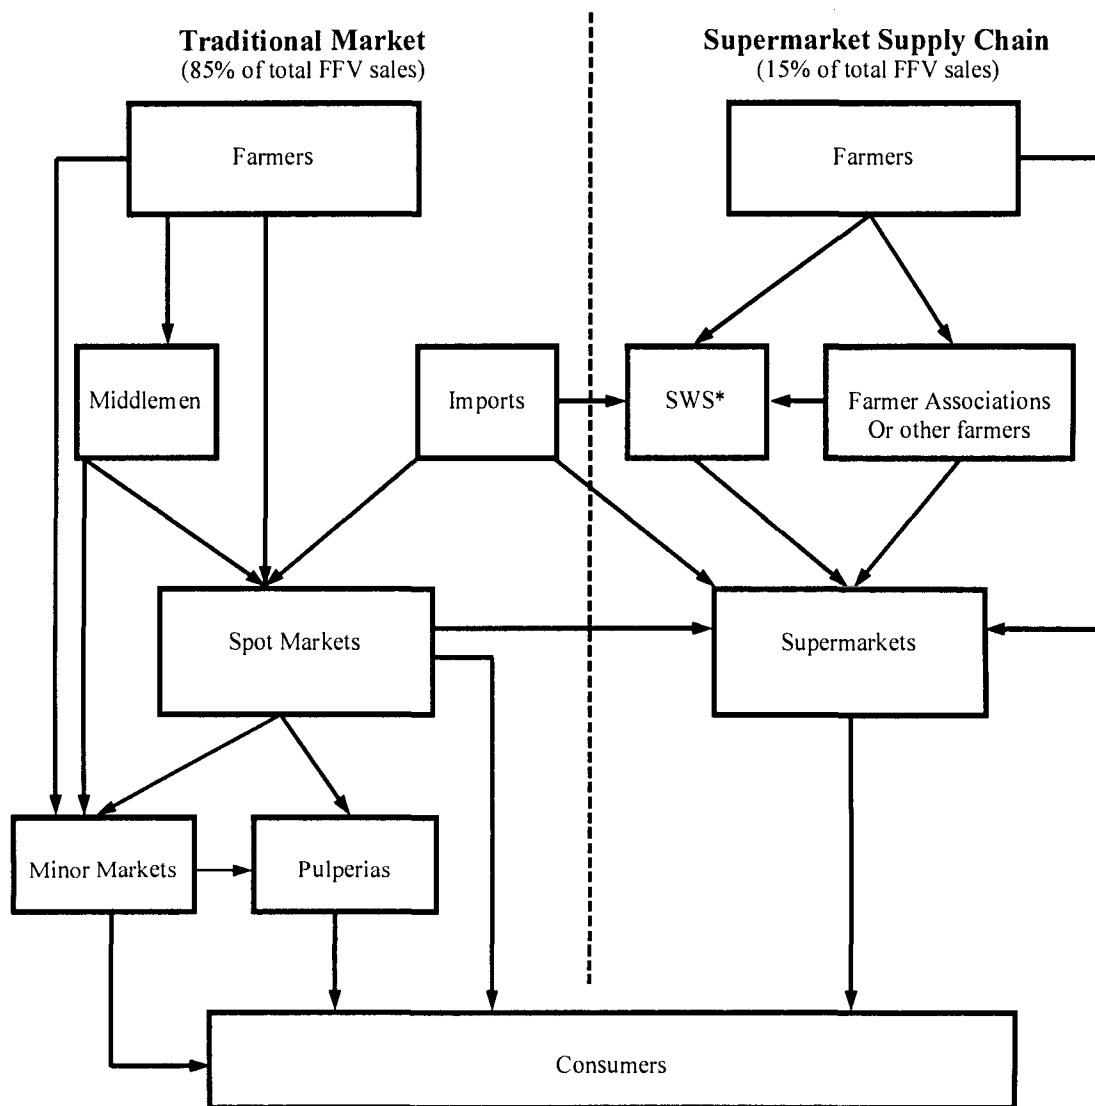 Traditional Market
(85% of total FFV sales)
Supermarket Supply Chain
(15% of total FFV sales)
Farmers
Farmers
Middlemen
Imports
SWS*
Farmer Associations
Or other farmers
Spot Markets
Supermarkets
Minor Markets
Pulperias
Consumers